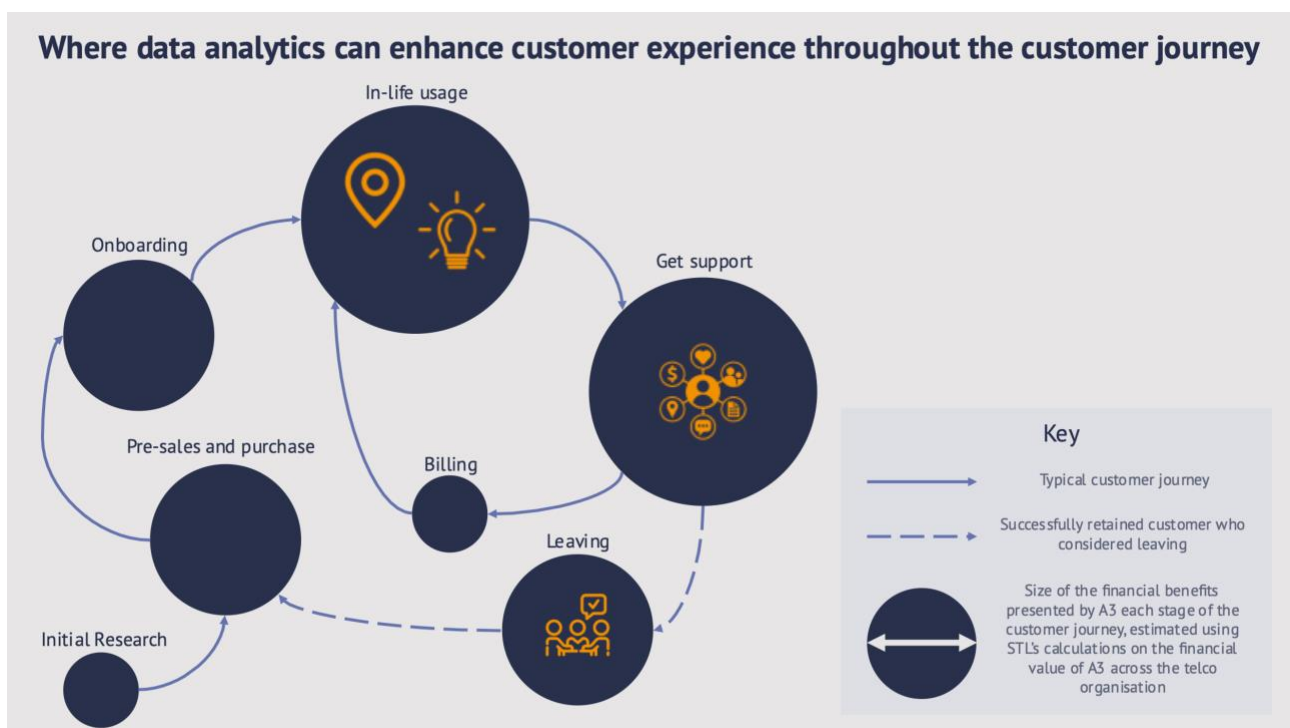 Where data analytics can enhance customer experience throughout the customer journey
In-life usage
Onboarding
Get support
Pre-sales and purchase
Billing
Leaving
Initial Research
Key
Typical customer journey
Successfully retained customer who
considered leaving
Size of the financial benefits
presented by A3 each stage of the
customer journey, estimated using
STL's calculations on the financial
value of A3 across the telco
organisation